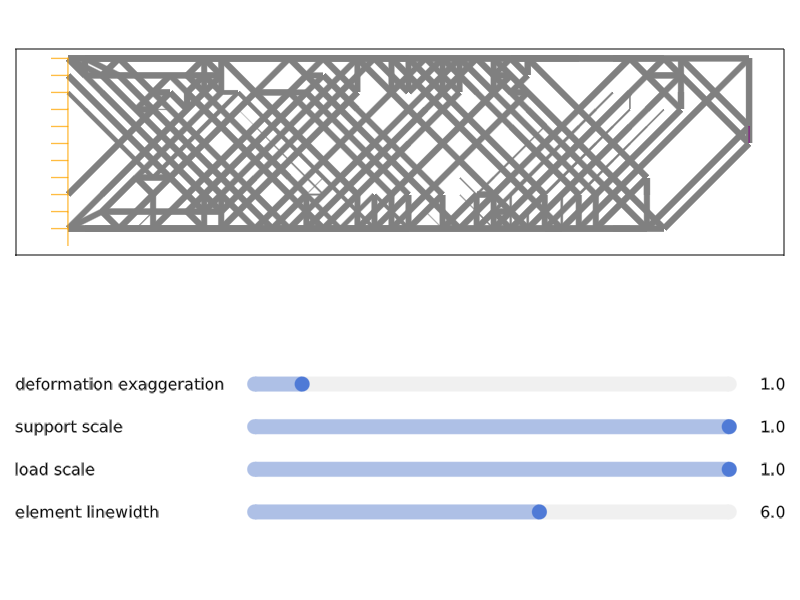 deformation exaggeration 1.0
support scale 1.0
load scale 1.0
element linewidth 6.0